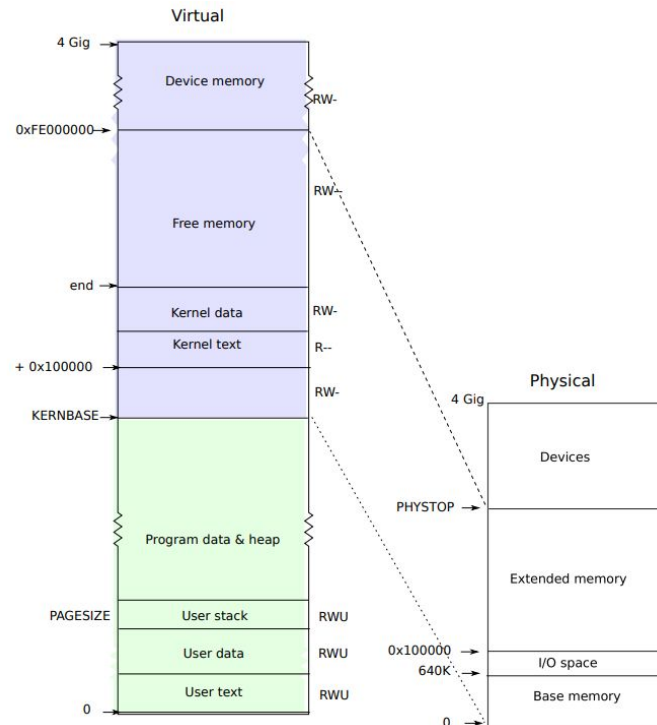 Virtual
4 Gig
Device memory
RW-
0xFE000000
RW--
Free memory
end
Kernel data
RW-
Kernel text
R--
+ 0x100000
RW-
KERNBASE
Program data & heap
PAGESIZE
User stack
RWU
User data
RWU
User text
RWU
0
Physical
4 Gig
Devices
PHYSTOP
Extended memory
0x100000
I/O space
640K
Base memory
0